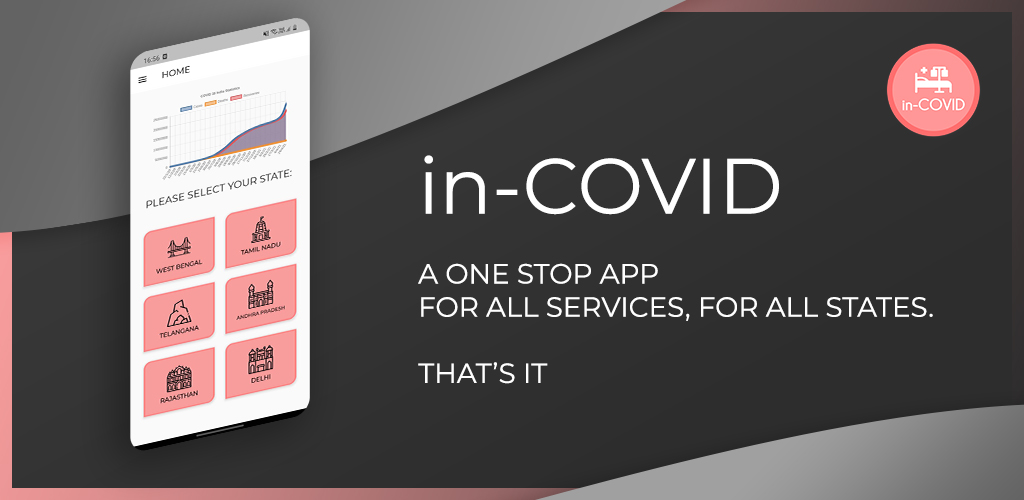 16:56
HOME
PLEASE SELECT YOUR STATE:
WEST BENGAL
TAMIL NADU
TELANGANA
ANDHRA PRADESH
RAJASTHAN
DELHI
in-COVID
in-COVID
A ONE STOP APP
FOR ALL SERVICES, FOR ALL STATES.
THAT'S IT